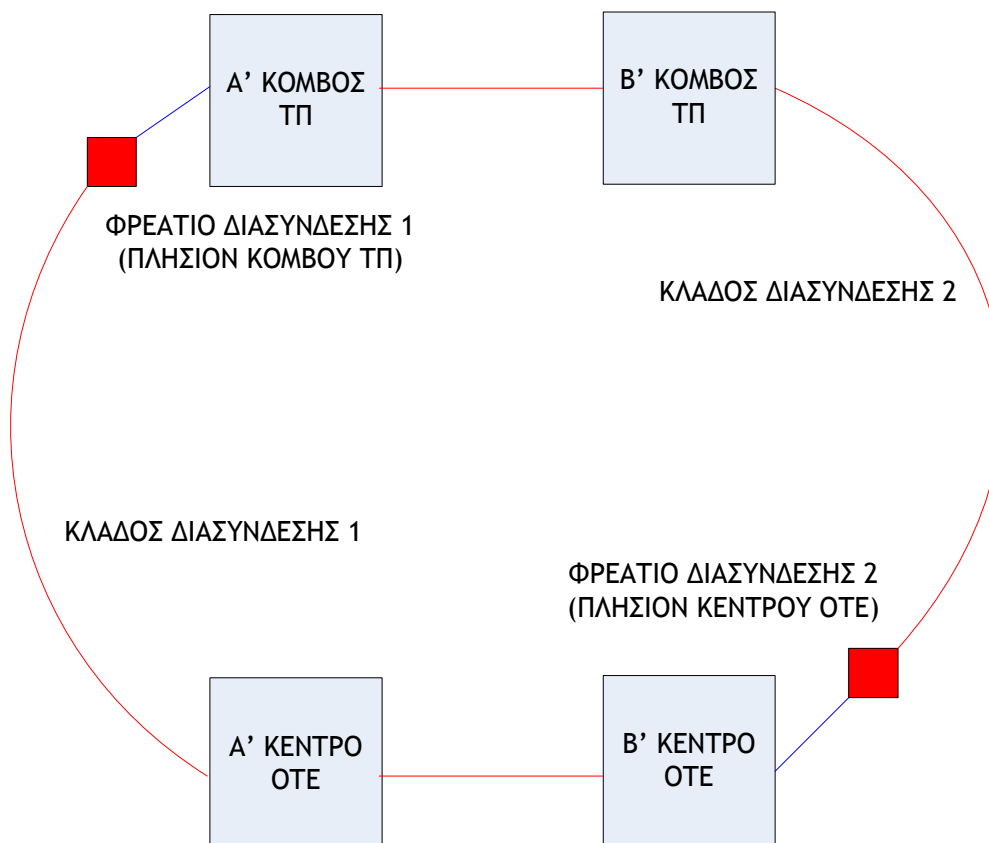 Α' ΚΟΜΒΟΣ
ΤΠ
Β' ΚΟΜΒΟΣ
ΤΠ
ΦΡΕΑΤΙΟ ΔΙΑΣΥΝΔΕΣΗΣ 1
(ΠΛΗΣΙΟΝ ΚΟΜΒΟΥ ΤΠ)
ΚΛΑΔΟΣ ΔΙΑΣΥΝΔΕΣΗΣ 2
ΚΛΑΔΟΣ ΔΙΑΣΥΝΔΕΣΗΣ 1
ΦΡΕΑΤΙΟ ΔΙΑΣΥΝΔΕΣΗΣ 2
(ΠΛΗΣΙΟΝ ΚΕΝΤΡΟΥ ΟΤΕ)
Α' ΚΕΝΤΡΟ
ΟΤΕ
Β' ΚΕΝΤΡΟ
ΟΤΕ